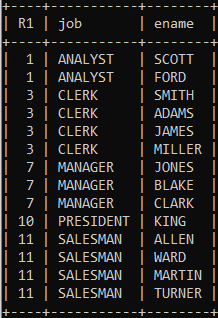 +----+-----------+--------+
| R1 | job       | ename  |
+----+-----------+--------+
|  1 | ANALYST   | SCOTT  |
|  1 | ANALYST   | FORD   |
|  3 | CLERK     | SMITH  |
|  3 | CLERK     | ADAMS  |
|  3 | CLERK     | JAMES  |
|  3 | CLERK     | MILLER |
|  7 | MANAGER   | JONES  |
|  7 | MANAGER   | BLAKE  |
|  7 | MANAGER   | CLARK  |
| 10 | PRESIDENT | KING   |
| 11 | SALESMAN  | ALLEN  |
| 11 | SALESMAN  | WARD   |
| 11 | SALESMAN  | MARTIN |
| 11 | SALESMAN  | TURNER |
+----+-----------+--------+